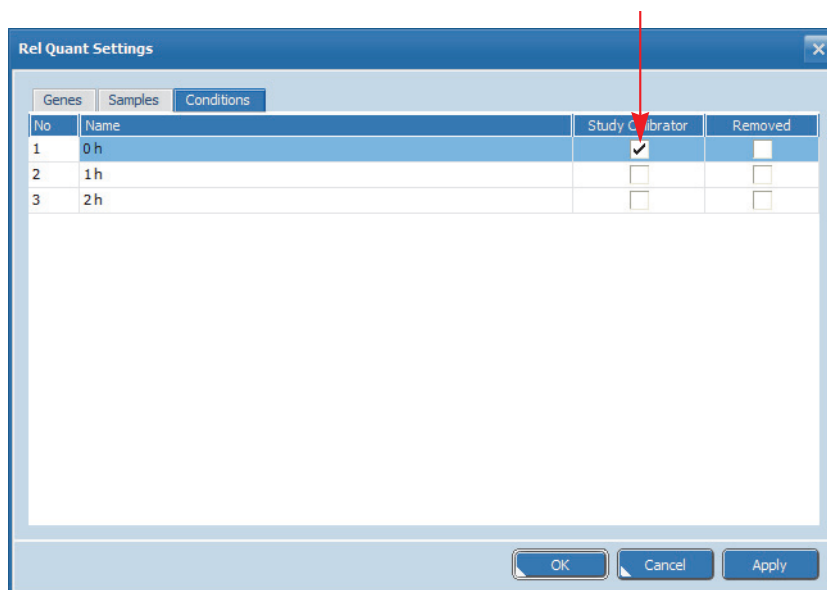 Rel Quant Settings
Genes Samples Conditions
No Name Study Calibrator Removed
1 0 h
2 1 h
3 2 h
OK Cancel Apply